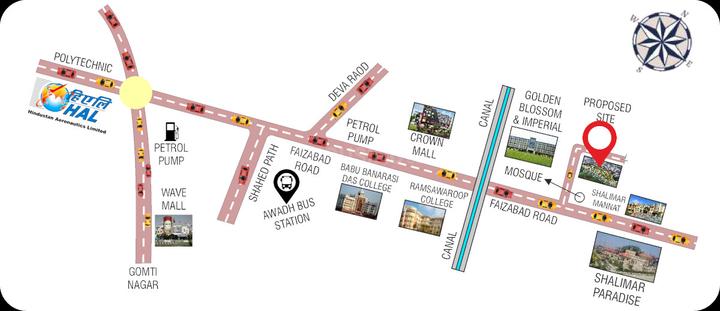 POLYTECHNIC
हिएलि
HAL
Hindustan Aeronautics Limited
PETROL
PUMP
WAVE
MALL
GOMTI
NAGAR
SHAHED PATH
AWADH BUS
STATION
DEVA RAOD
FAIZABAD
ROAD
PETROL
PUMP
BABU BANARASI
DAS COLLEGE
CROWN
MALL
RAMSAWAROOP
COLLEGE
CANAL
CANAL
GOLDEN
BLOSSOM
& IMPERIAL
MOSQUE
FAIZABAD ROAD
PROPOSED
SITE
SHALIMAR
MANNAT
SHALIMAR
PARADISE
N
W
E
S